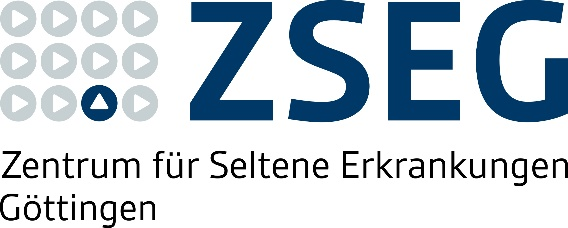 ZSEG
Zentrum für Seltene Erkrankungen
Göttingen